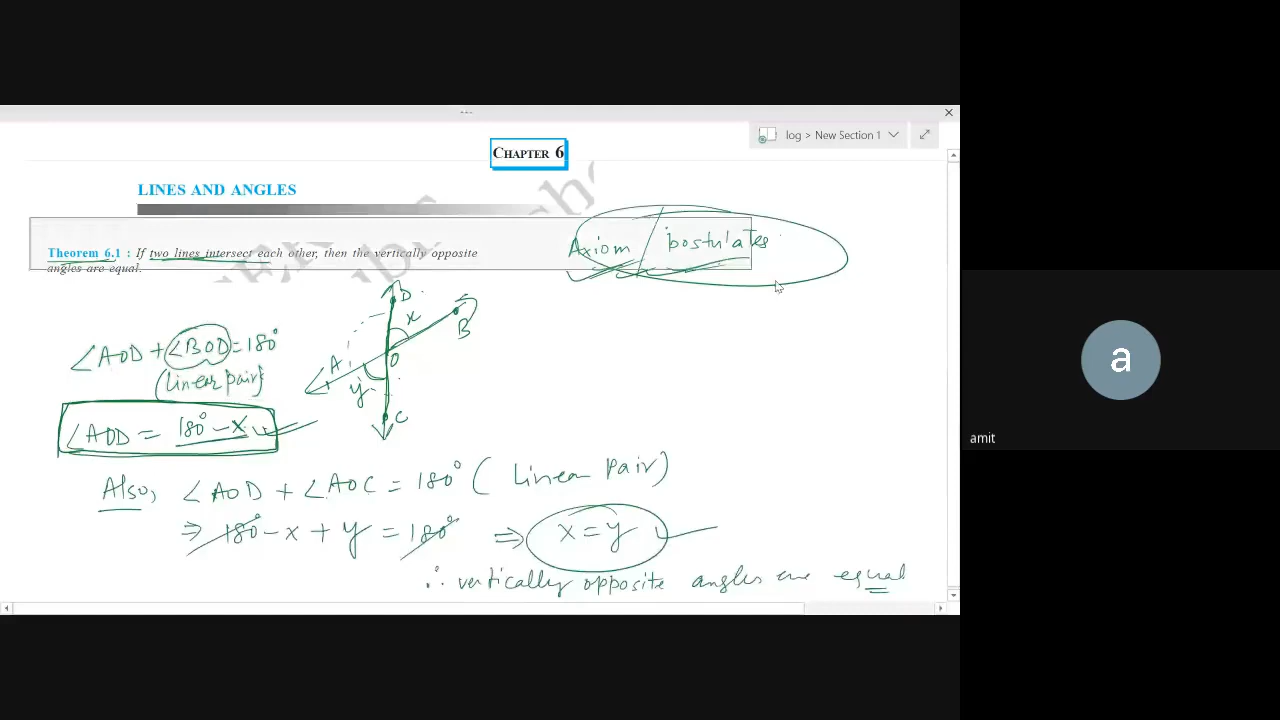 log > New Section 1
CHAPTER 6
LINES AND ANGLES
Theorem 6.1 : If two lines intersect each other, then the vertically opposite
angles are equal.
Axiom / postulates
D
x
B
A
O
y
C
∠AOD + ∠BOD = 180°
(linear pair)
∠AOD = 180° - x
Also, ∠AOD + ∠AOC = 180° (Linear Pair)
⇒ 180° - x + y = 180° ⇒ x = y
∴ vertically opposite angles are equal
a
amit